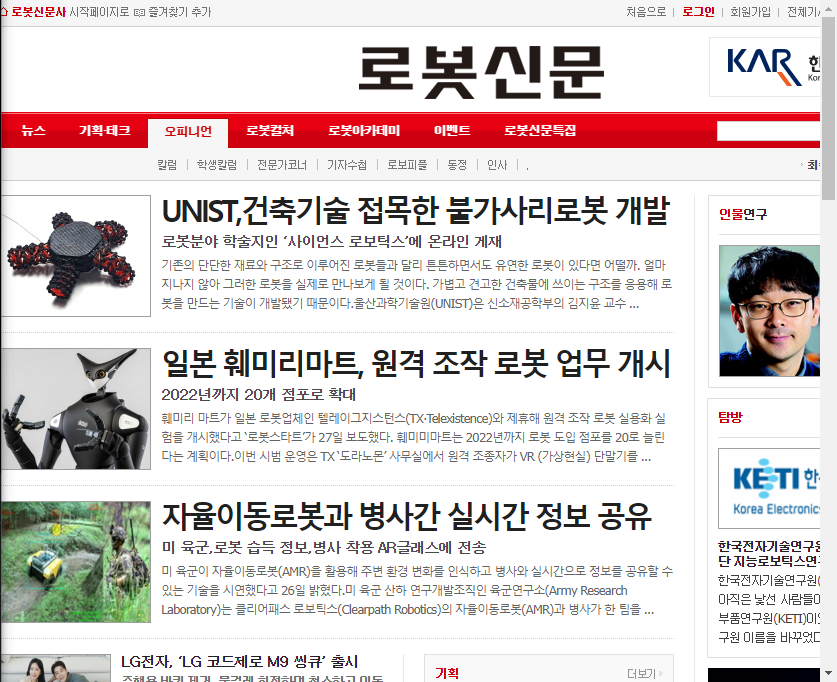 로봇신문사 시작페이지로 즐겨찾기 추가
처음으로 | 로그인 | 회원가입 | 전체기사
로봇신문
KAR 한
Kor
뉴스 기획·테크 오피니언 로봇컬쳐 로봇아카데미 이벤트 로봇신문특집
칼럼 | 학생칼럼 | 전문가코너 | 기자수첩 | 로보피플 | 동정 | 인사 | .
최
UNIST,건축기술 접목한 불가사리로봇 개발
로봇분야 학술지인 ‘사이언스 로보틱스’에 온라인 게재
기존의 단단한 재료와 구조로 이루어진 로봇들과 달리 튼튼하면서도 유연한 로봇이 있다면 어떨까. 얼마
지나지 않아 그러한 로봇을 실제로 만나보게 될 것이다. 가볍고 견고한 건축물에 쓰이는 구조를 응용해 로
봇을 만드는 기술이 개발됐기 때문이다.울산과학기술원(UNIST)은 신소재공학부의 김지윤 교수 ...
일본 훼미리마트, 원격 조작 로봇 업무 개시
2022년까지 20개 점포로 확대
훼미리 마트가 일본 로봇업체인 텔레이그지스턴스(TX·Telexistence)와 제휴해 원격 조작 로봇 실용화 실
험을 개시했다고 ‘로봇스타트’가 27일 보도했다. 훼미미마트는 2022년까지 로봇 도입 점포를 20로 늘린
다는 계획이다.이번 시범 운영은 TX ‘도라노몬’ 사무실에서 원격 조종자가 VR (가상현실) 단말기를 ...
자율이동로봇과 병사간 실시간 정보 공유
미 육군,로봇 습득 정보,병사 착용 AR글래스에 전송
미 육군이 자율이동로봇(AMR)을 활용해 주변 환경 변화를 인식하고 병사와 실시간으로 정보를 공유할 수
있는 기술을 시연했다고 26일 밝혔다.미 육군 산하 연구개발조직인 육군연구소(Army Research
Laboratory)는 클리어패스 로보틱스(Clearpath Robotics)의 자율이동로봇(AMR)과 병사가 한 팀을 ...
LG전자, ‘LG 코드제로 M9 씽큐’ 출시
기획 더보기
인물연구
탐방
KETI 한
Korea Electronics
한국전자기술연구원
단 지능로보틱스연구
한국전자기술연구원(
아직은 낯선 사람들이
부품연구원(KETI)이었
구원 이름을 바꾸었다